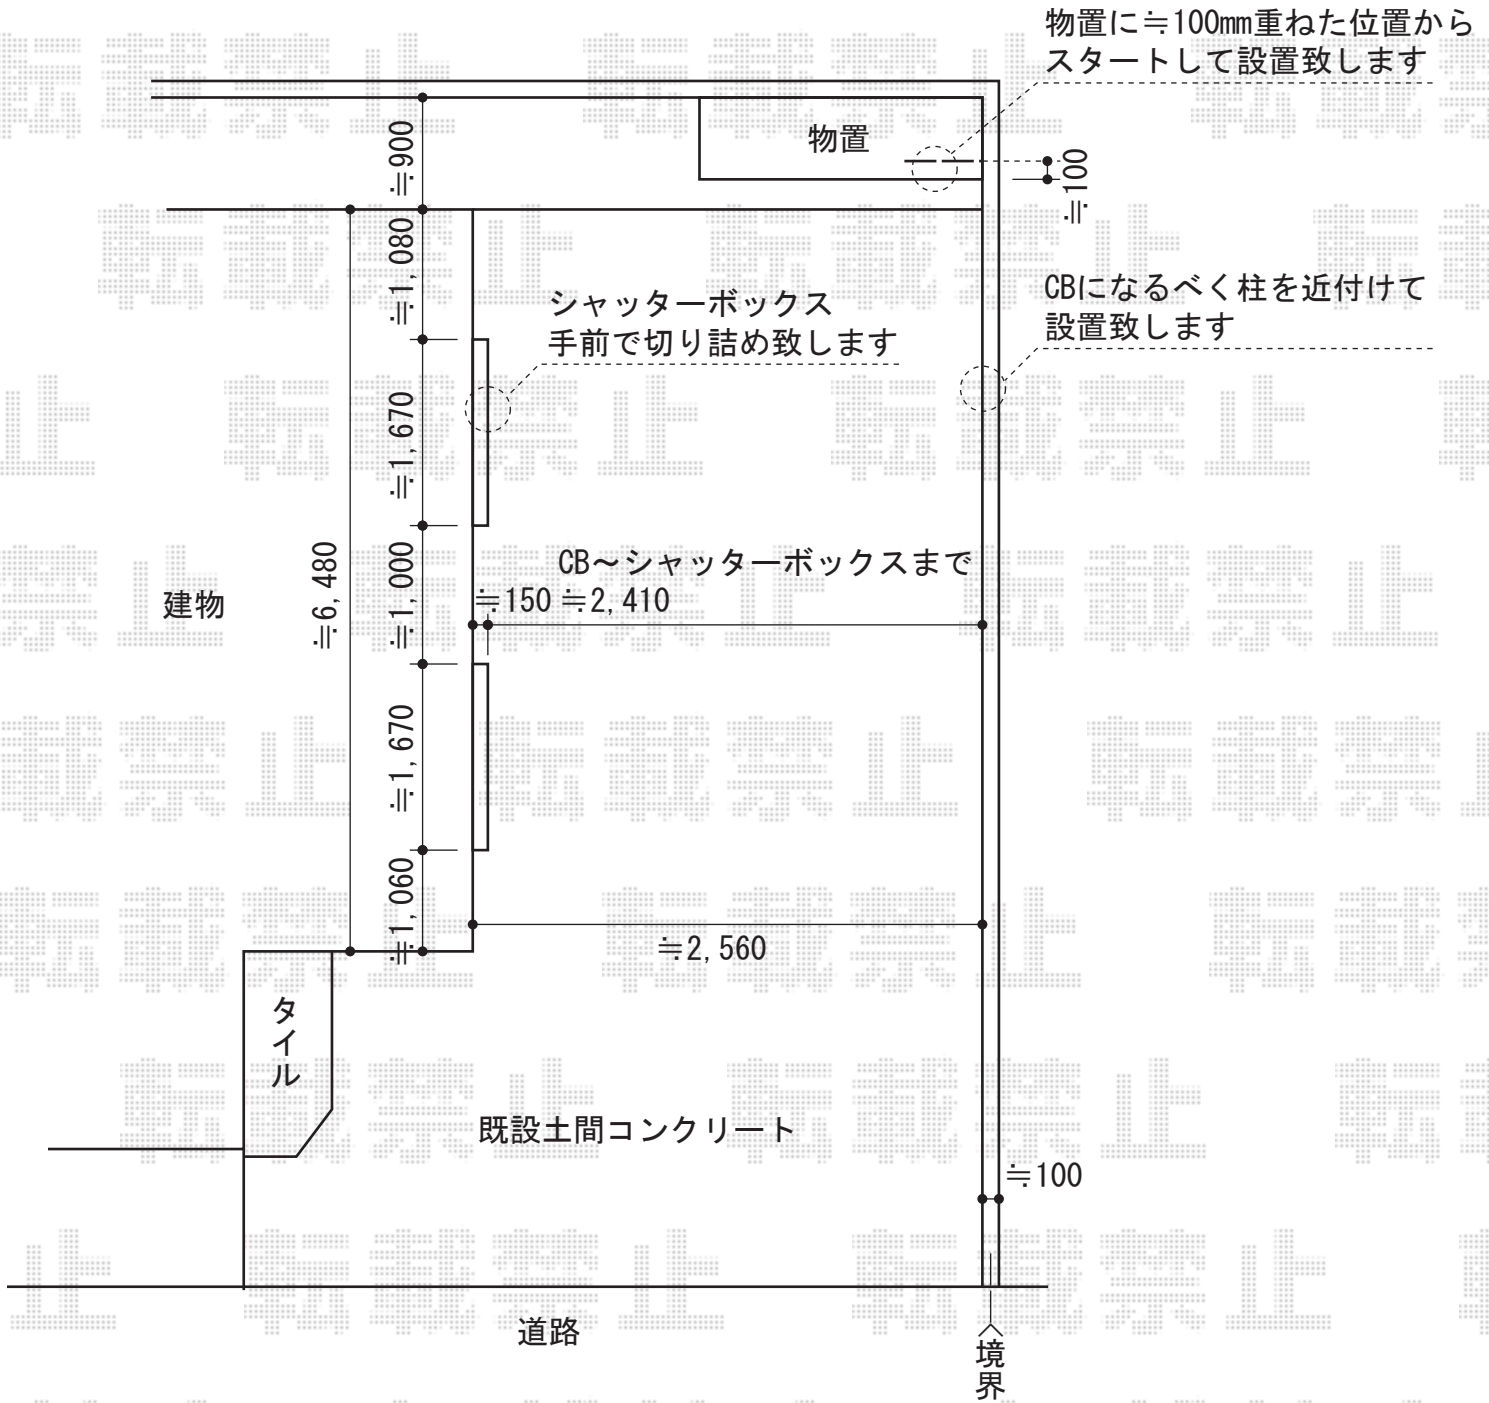 物置に≒100mm重ねた位置から
スタートして設置致します
物置
≒900
≒100
≒1,080
シャッターボックス
手前で切り詰め致します
CBになるべく柱を近付けて
設置致します
≒1,670
≒6,480
≒1,000
CB～シャッターボックスまで
≒150 ≒2,410
建物
≒1,670
≒1,060
≒2,560
タイル
既設土間コンクリート
≒100
道路
境界
転載禁止